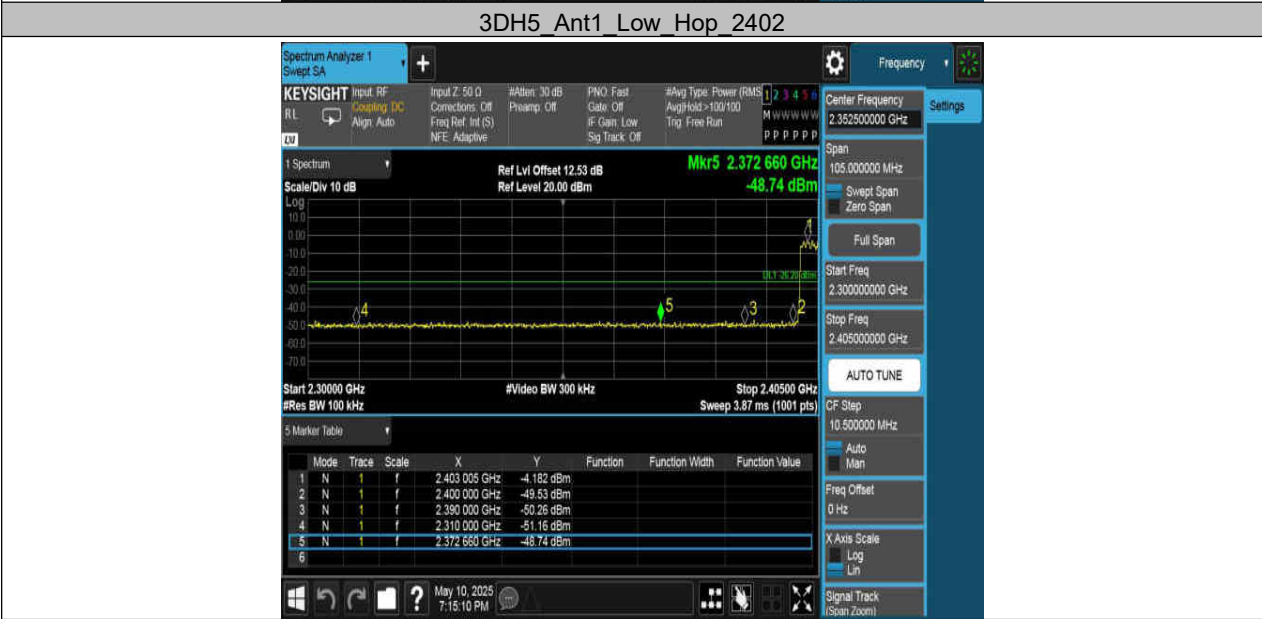 3DH5_Ant1_Low_Hop_2402
Spectrum Analyzer 1
Swept SA
Frequency
KEYSIGHT
RL
LXI
Input: RF
Coupling: DC
Align: Auto
Input Z: 50 Ω
Corrections: Off
Freq Ref: Int (S)
NFE: Adaptive
#Atten: 30 dB
Preamp: Off
PNO: Fast
Gate: Off
IF Gain: Low
Sig Track: Off
#Avg Type: Power (RMS
Avg|Hold:>100/100
Trig: Free Run
1 2 3 4 5 6
M W W W W W
P P P P P P
Center Frequency
2.352500000 GHz
Settings
Span
105.000000 MHz
Swept Span
Zero Span
Full Span
Start Freq
2.300000000 GHz
Stop Freq
2.405000000 GHz
AUTO TUNE
CF Step
10.500000 MHz
Auto
Man
Freq Offset
0 Hz
X Axis Scale
Log
Lin
Signal Track
(Span Zoom)
1 Spectrum
Ref Lvl Offset 12.53 dB
Mkr5 2.372 660 GHz
Scale/Div 10 dB
Ref Level 20.00 dBm
-48.74 dBm
Log
10.0
0.00
-10.0
-20.0
-30.0
-40.0
-50.0
-60.0
-70.0
1
4
5
3
2
Start 2.30000 GHz
#Video BW 300 kHz
Stop 2.40500 GHz
#Res BW 100 kHz
Sweep 3.87 ms (1001 pts)
5 Marker Table
Mode Trace Scale X Y Function Function Width Function Value
1 N 1 f 2.403 005 GHz -4.182 dBm
2 N 1 f 2.400 000 GHz -49.53 dBm
3 N 1 f 2.390 000 GHz -50.26 dBm
4 N 1 f 2.310 000 GHz -51.16 dBm
5 N 1 f 2.372 660 GHz -48.74 dBm
6
?
May 10, 2025
7:15:10 PM